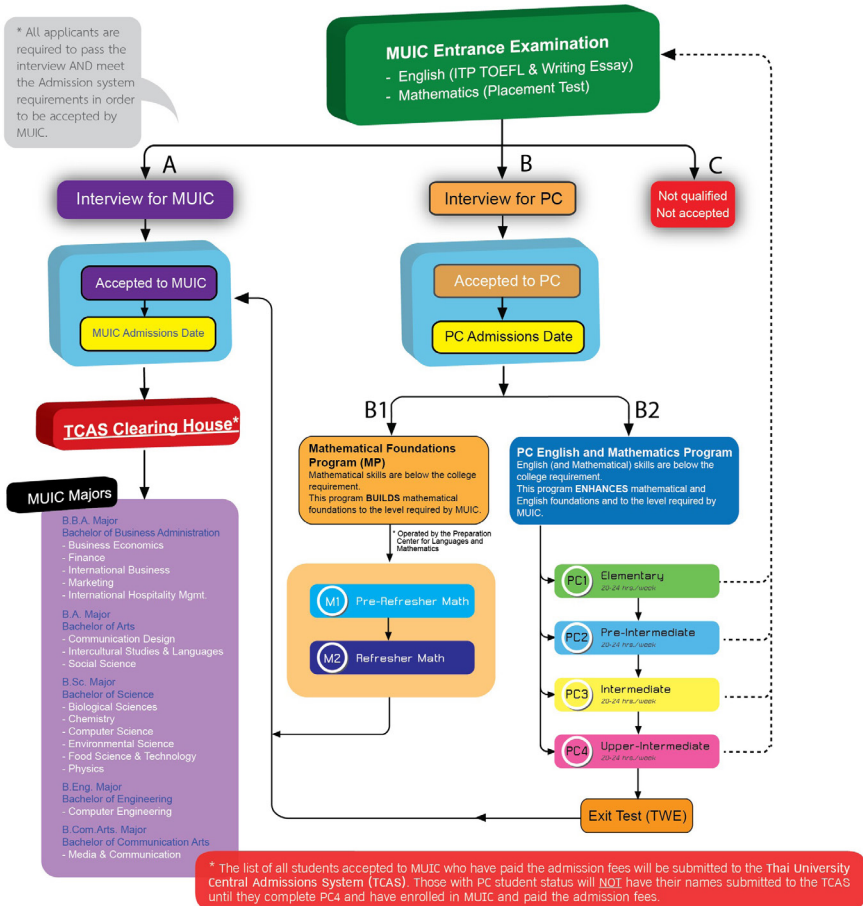 * All applicants are
required to pass the
interview AND meet
the Admission system
requirements in order
to be accepted by
MUIC.
MUIC Entrance Examination
- English (ITP TOEFL & Writing Essay)
- Mathematics (Placement Test)
A
B
C
Interview for MUIC
Interview for PC
Not qualified
Not accepted
Accepted to MUIC
MUIC Admissions Date
Accepted to PC
PC Admissions Date
TCAS Clearing House*
MUIC Majors
B.B.A. Major
Bachelor of Business Administration
- Business Economics
- Finance
- International Business
- Marketing
- International Hospitality Mgmt.
B.A. Major
Bachelor of Arts
- Communication Design
- Intercultural Studies & Languages
- Social Science
B.Sc. Major
Bachelor of Science
- Biological Sciences
- Chemistry
- Computer Science
- Environmental Science
- Food Science & Technology
- Physics
B.Eng. Major
Bachelor of Engineering
- Computer Engineering
B.Com.Arts. Major
Bachelor of Communication Arts
- Media & Communication
B1
B2
Mathematical Foundations
Program (MP)
Mathematical skills are below the college
requirement.
This program BUILDS mathematical
foundations to the level required by MUIC.
* Operated by the Preparation
Center for Languages and
Mathematics
M1 Pre-Refresher Math
M2 Refresher Math
PC English and Mathematics Program
English (and Mathematical) skills are below the
college requirement.
This program ENHANCES mathematical and
English foundations and to the level required by
MUIC.
PC1 Elementary
20-24 hrs./week
PC2 Pre-Intermediate
20-24 hrs./week
PC3 Intermediate
20-24 hrs./week
PC4 Upper-Intermediate
20-24 hrs./week
Exit Test (TWE)
* The list of all students accepted to MUIC who have paid the admission fees will be submitted to the Thai University
Central Admissions System (TCAS). Those with PC student status will NOT have their names submitted to the TCAS
until they complete PC4 and have enrolled in MUIC and paid the admission fees.